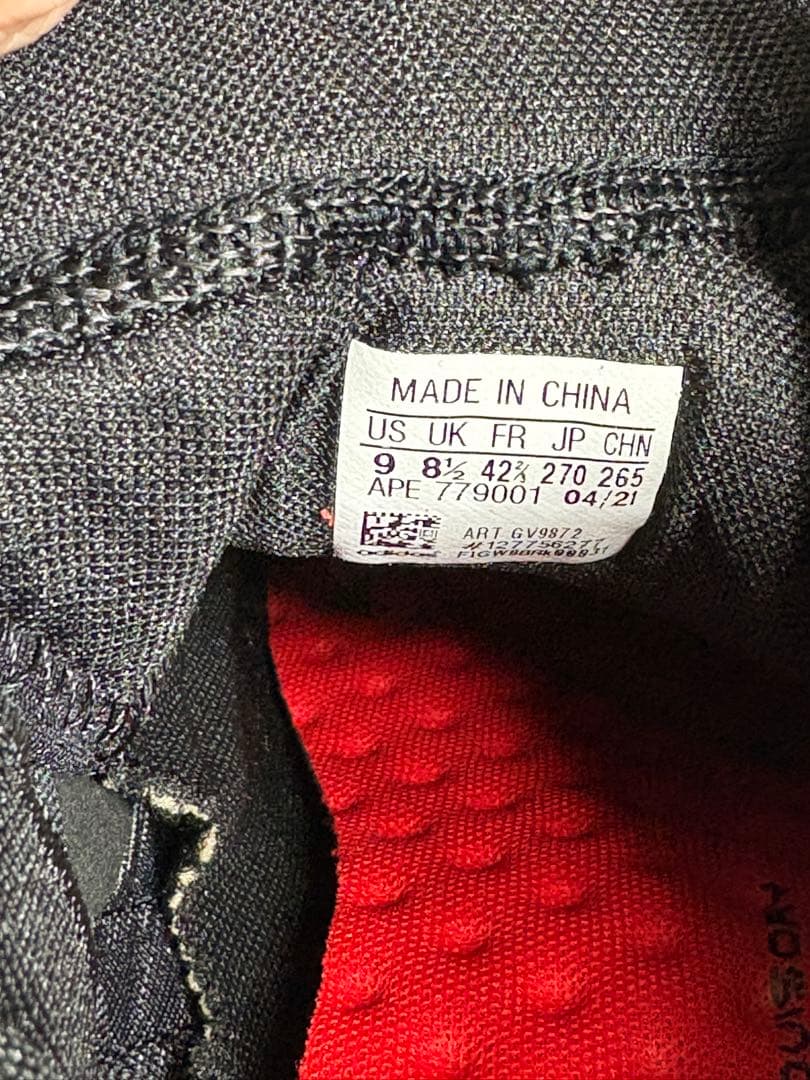 MADE IN CHINA
US UK FR JP CHN
9 8½ 42⅔ 270 265
APE 779001 04/21
ART GV9872
adidas